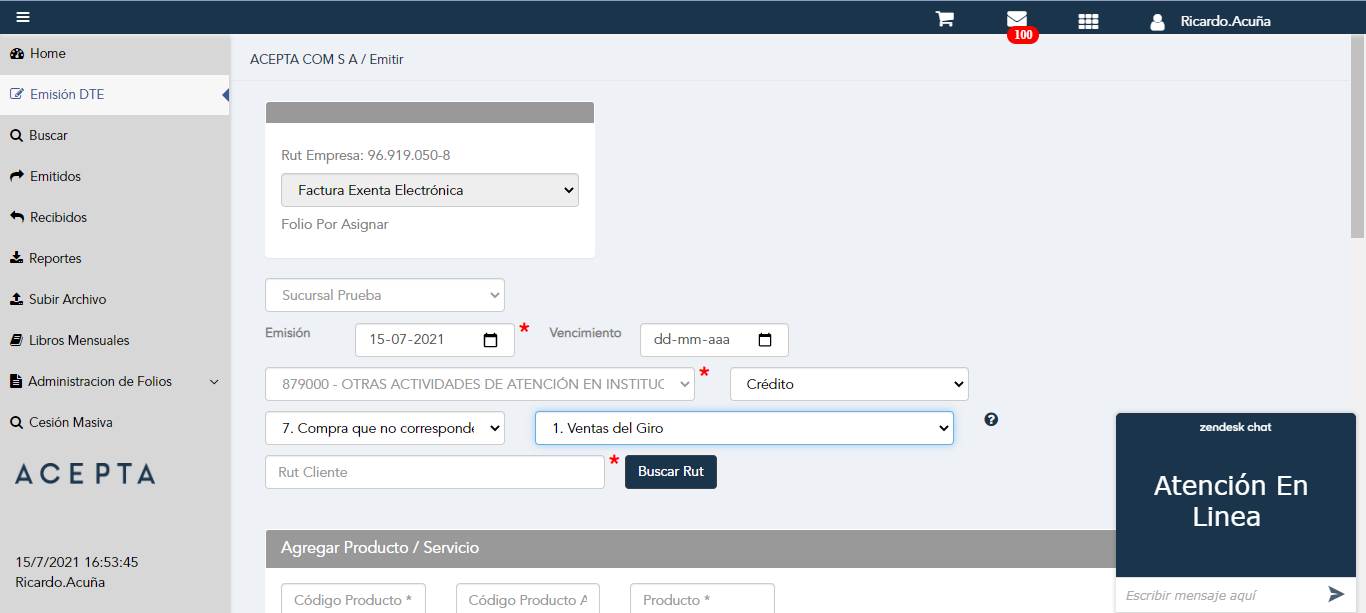 100
Ricardo.Acuña
Home
Emisión DTE
Buscar
Emitidos
Recibidos
Reportes
Subir Archivo
Libros Mensuales
Administracion de Folios
Cesión Masiva
ACEPTA
15/7/2021 16:53:45
Ricardo.Acuña
ACEPTA COM S A / Emitir
Rut Empresa: 96.919.050-8
Factura Exenta Electrónica
Folio Por Asignar
Sucursal Prueba
Emisión 15-07-2021 * Vencimiento dd-mm-aaa
879000 - OTRAS ACTIVIDADES DE ATENCIÓN EN INSTITUC * Crédito
7. Compra que no corresponde 1. Ventas del Giro ?
Rut Cliente * Buscar Rut
Agregar Producto / Servicio
Código Producto * Código Producto A Producto *
zendesk chat
Atención En
Linea
Escribir mensaje aquí